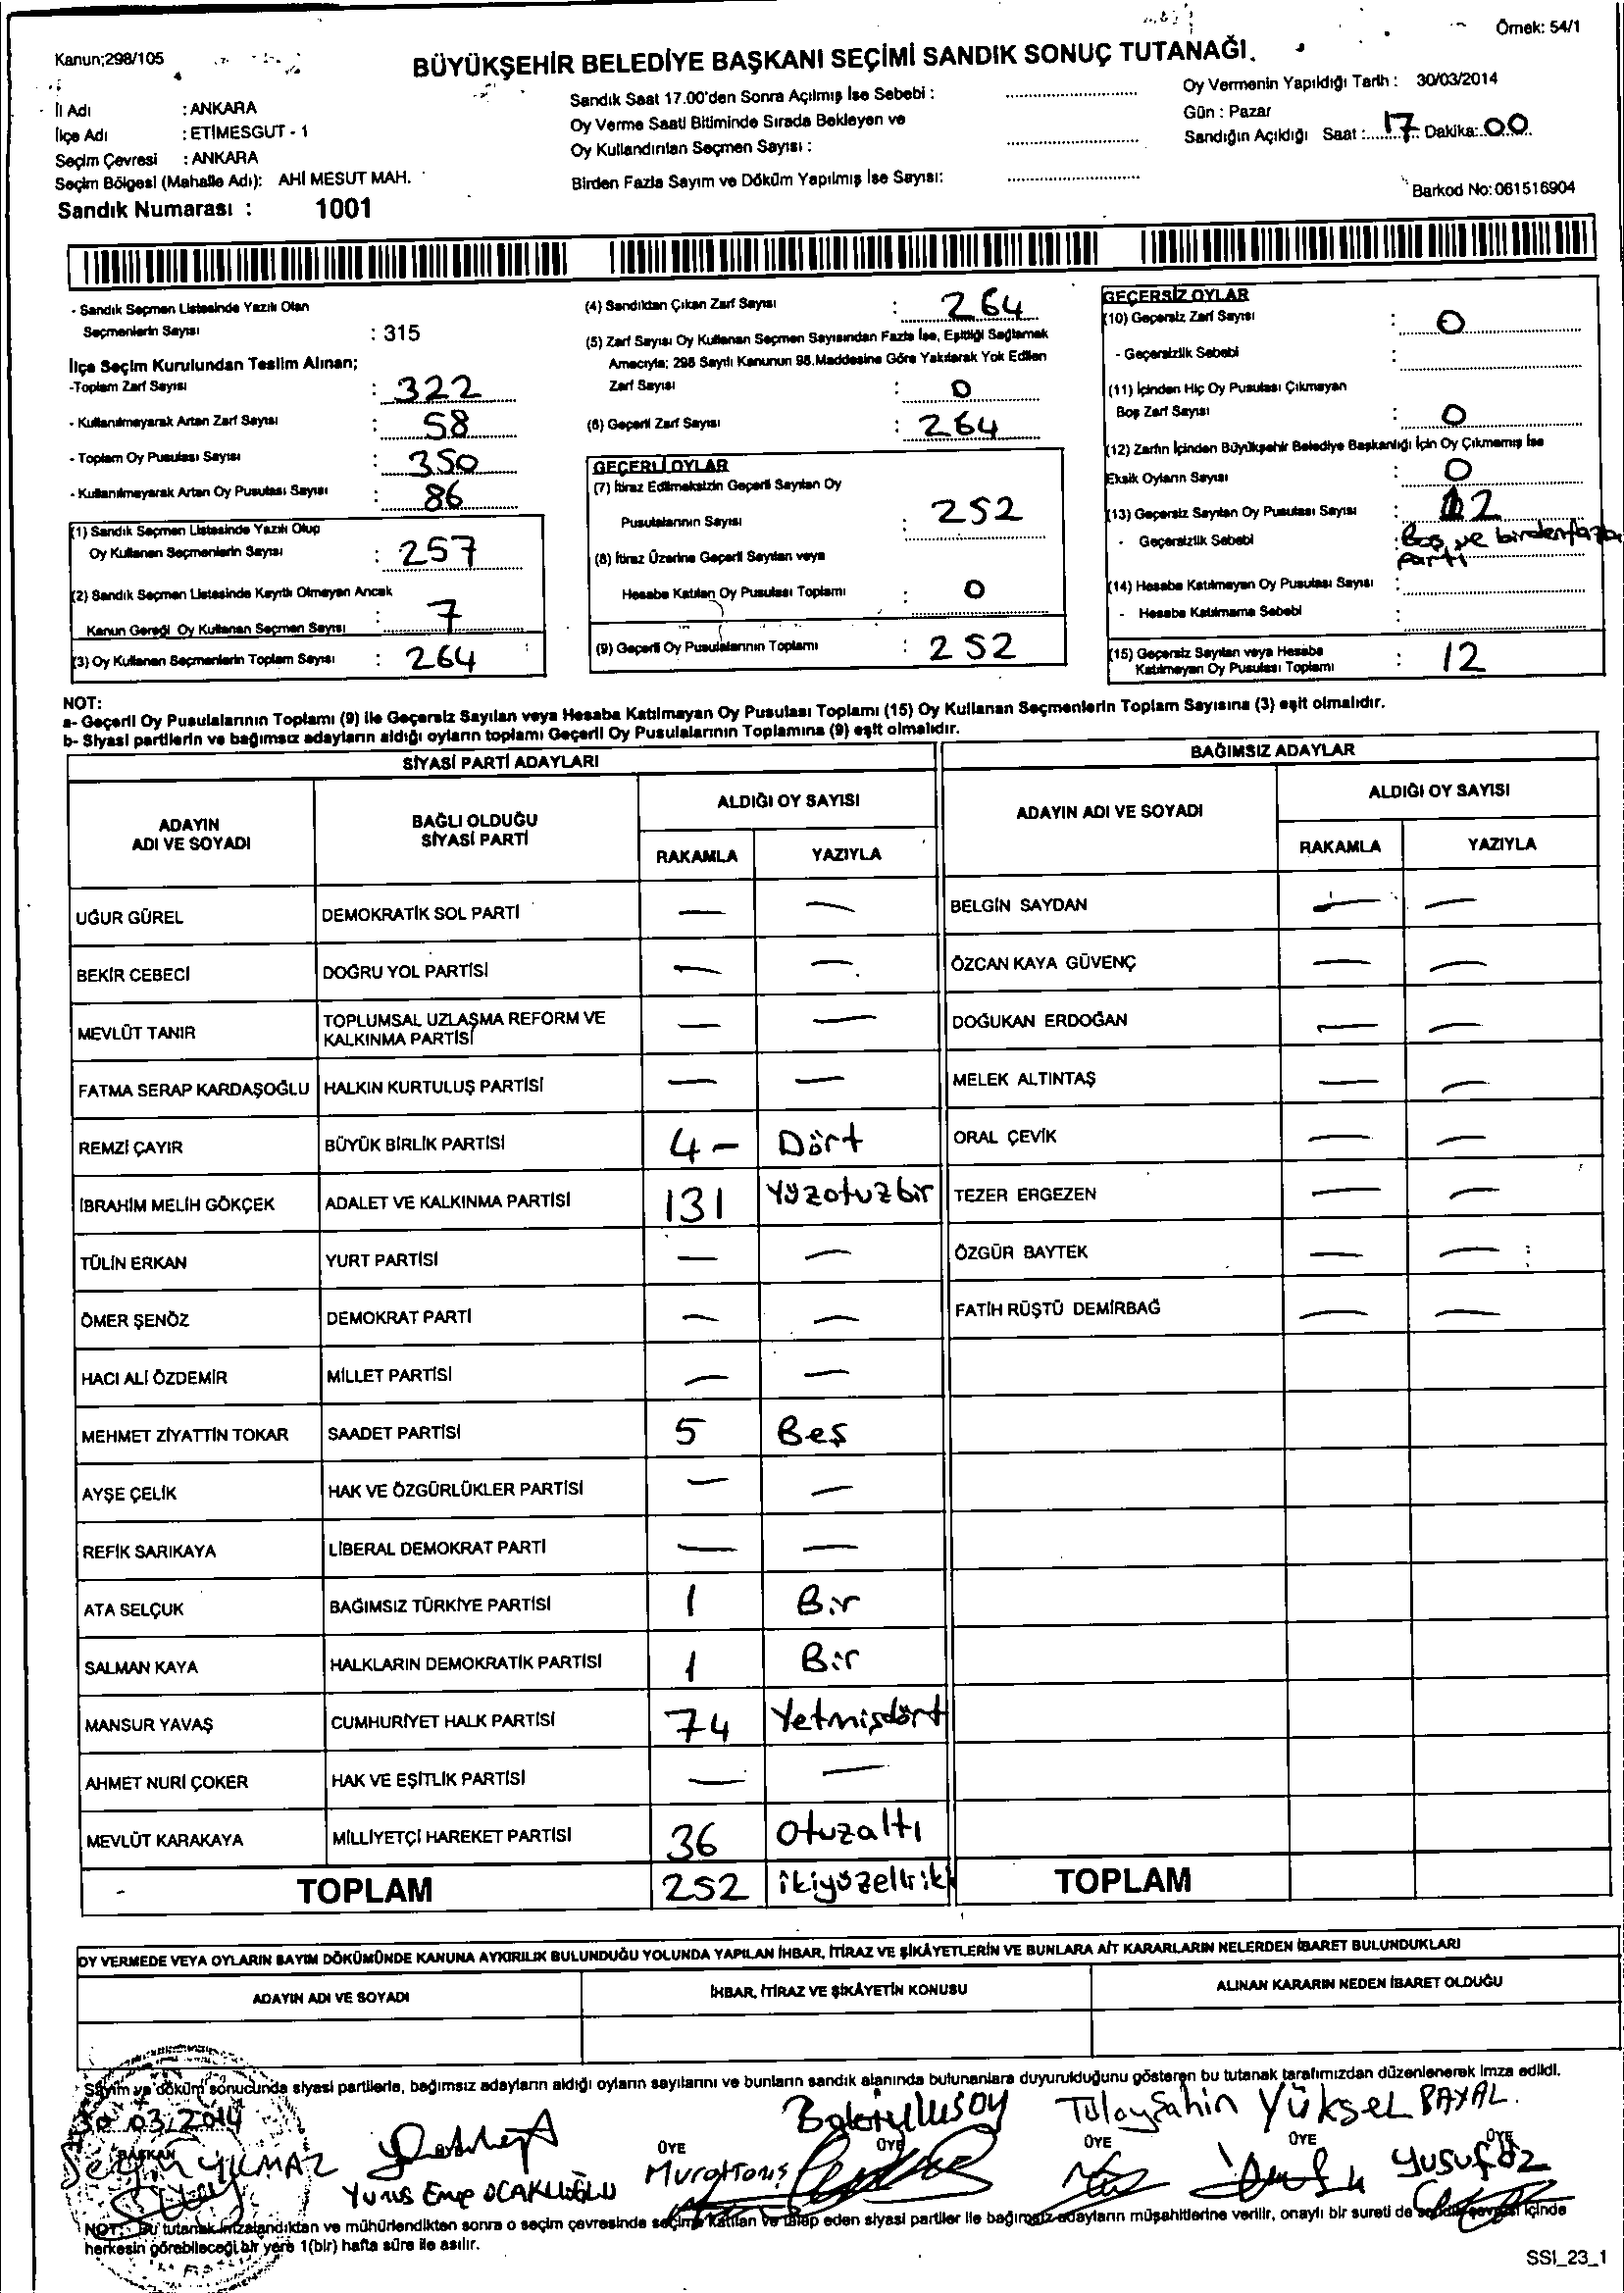 Örnek: 54/1
Kanun;298/105
BÜYÜKŞEHİR BELEDİYE BAŞKANI SEÇİMİ SANDIK SONUÇ TUTANAĞI.
İl Adı : ANKARA
İlçe Adı : ETİMESGUT - 1
Seçim Çevresi : ANKARA
Seçim Bölgesi (Mahalle Adı): AHİ MESUT MAH.
Sandık Numarası : 1001
Sandık Saat 17.00'den Sonra Açılmış İse Sebebi :
Oy Verme Saati Bitiminde Sırada Bekleyen ve
Oy Kullandırılan Seçmen Sayısı :
Birden Fazla Sayım ve Döküm Yapılmış İse Sayısı:
Oy Vermenin Yapıldığı Tarih : 30/03/2014
Gün : Pazar
Sandığın Açıldığı Saat : 17 Dakika: 00
Barkod No: 061516904
- Sandık Seçmen Listesinde Yazılı Olan
Seçmenlerin Sayısı : 315
İlçe Seçim Kurulundan Teslim Alınan;
-Toplam Zarf Sayısı : 322
- Kullanılmayarak Artan Zarf Sayısı : 58
- Toplam Oy Pusulası Sayısı : 350
- Kullanılmayarak Artan Oy Pusulası Sayısı : 86
(1) Sandık Seçmen Listesinde Yazılı Olup
Oy Kullanan Seçmenlerin Sayısı : 257
(2) Sandık Seçmen Listesinde Kayıtlı Olmayan Ancak
Kanun Gereği Oy Kullanan Seçmen Sayısı : 7
(3) Oy Kullanan Seçmenlerin Toplam Sayısı : 264
(4) Sandıktan Çıkan Zarf Sayısı : 264
(5) Zarf Sayısı Oy Kullanan Seçmen Sayısından Fazla İse, Eşitliği Sağlamak
Amacıyla; 298 Sayılı Kanunun 98.Maddesine Göre Yakılarak Yok Edilen
Zarf Sayısı : 0
(6) Geçerli Zarf Sayısı : 264
GEÇERLİ OYLAR
(7) İtiraz Edilmeksizin Geçerli Sayılan Oy
Pusulalarının Sayısı : 252
(8) İtiraz Üzerine Geçerli Sayılan veya
Hesaba Katılan Oy Pusulası Toplamı : 0
(9) Geçerli Oy Pusulalarının Toplamı : 252
GEÇERSİZ OYLAR
(10) Geçersiz Zarf Sayısı : 0
- Geçersizlik Sebebi :
(11) İçinden Hiç Oy Pusulası Çıkmayan
Boş Zarf Sayısı : 0
(12) Zarfın İçinden Büyükşehir Belediye Başkanlığı İçin Oy Çıkmamış İse
Eksik Oyların Sayısı : 0
(13) Geçersiz Sayılan Oy Pusulası Sayısı : 12
- Geçersizlik Sebebi : Boş ve birden fazla
parti
(14) Hesaba Katılmayan Oy Pusulası Sayısı :
- Hesaba Katılmama Sebebi :
(15) Geçersiz Sayılan veya Hesaba
Katılmayan Oy Pusulası Toplamı : 12
NOT:
a- Geçerli Oy Pusulalarının Toplamı (9) ile Geçersiz Sayılan veya Hesaba Katılmayan Oy Pusulası Toplamı (15) Oy Kullanan Seçmenlerin Toplam Sayısına (3) eşit olmalıdır.
b- Siyasi partilerin ve bağımsız adayların aldığı oyların toplamı Geçerli Oy Pusulalarının Toplamına (9) eşit olmalıdır.
SİYASİ PARTİ ADAYLARI
BAĞIMSIZ ADAYLAR
ADAYIN ADI VE SOYADI
BAĞLI OLDUĞU SİYASİ PARTİ
ALDIĞI OY SAYISI
RAKAMLA YAZIYLA
ADAYIN ADI VE SOYADI
ALDIĞI OY SAYISI
RAKAMLA YAZIYLA
UĞUR GÜREL DEMOKRATİK SOL PARTİ — — BELGİN SAYDAN — —
BEKİR CEBECİ DOĞRU YOL PARTİSİ — — ÖZCAN KAYA GÜVENÇ — —
MEVLÜT TANIR TOPLUMSAL UZLAŞMA REFORM VE KALKINMA PARTİSİ — — DOĞUKAN ERDOĞAN — —
FATMA SERAP KARDAŞOĞLU HALKIN KURTULUŞ PARTİSİ — — MELEK ALTINTAŞ — —
REMZİ ÇAYIR BÜYÜK BİRLİK PARTİSİ 4 - Dört ORAL ÇEVİK — —
İBRAHİM MELİH GÖKÇEK ADALET VE KALKINMA PARTİSİ 131 Yüzotuzbir TEZER ERGEZEN — —
TÜLİN ERKAN YURT PARTİSİ — — ÖZGÜR BAYTEK — —
ÖMER ŞENÖZ DEMOKRAT PARTİ — — FATİH RÜŞTÜ DEMİRBAĞ — —
HACI ALİ ÖZDEMİR MİLLET PARTİSİ — —
MEHMET ZİYATTİN TOKAR SAADET PARTİSİ 5 Beş
AYŞE ÇELİK HAK VE ÖZGÜRLÜKLER PARTİSİ — —
REFİK SARIKAYA LİBERAL DEMOKRAT PARTİ — —
ATA SELÇUK BAĞIMSIZ TÜRKİYE PARTİSİ 1 Bir
SALMAN KAYA HALKLARIN DEMOKRATİK PARTİSİ 1 Bir
MANSUR YAVAŞ CUMHURİYET HALK PARTİSİ 74 Yetmişdört
AHMET NURİ ÇOKER HAK VE EŞİTLİK PARTİSİ — —
MEVLÜT KARAKAYA MİLLİYETÇİ HAREKET PARTİSİ 36 Otuzaltı
TOPLAM 252 ikiyüzelliiki TOPLAM
OY VERMEDE VEYA OYLARIN SAYIM DÖKÜMÜNDE KANUNA AYKIRILIK BULUNDUĞU YOLUNDA YAPILAN İHBAR, İTİRAZ VE ŞİKÂYETLERİN VE BUNLARA AİT KARARLARIN NELERDEN İBARET BULUNDUKLARI
ADAYIN ADI VE SOYADI
İHBAR, İTİRAZ VE ŞİKÂYETİN KONUSU
ALINAN KARARIN NEDEN İBARET OLDUĞU
Sayım ve döküm sonucunda siyasi partilerle, bağımsız adayların aldığı oyların sayılarını ve bunların sandık alanında bulunanlara duyurulduğunu gösteren bu tutanak tarafımızdan düzenlenerek imza edildi.
30/03/2014
Bekir Ulusoy Tülay Şahin Yüksel BAYAL
BAŞKAN ÜYE ÜYE ÜYE ÜYE ÜYE
YILMAZ Yunus Emre OCAKLIOĞLU Yusuf Öz
NOT: Bu tutanak imzalandıktan ve mühürlendikten sonra o seçim çevresinde seçime katılan ve talep eden siyasi partiler ile bağımsız adayların müşahitlerine verilir, onaylı bir sureti de içinde
herkesin görebileceği bir yere 1(bir) hafta süre ile asılır.
SSI_23_1